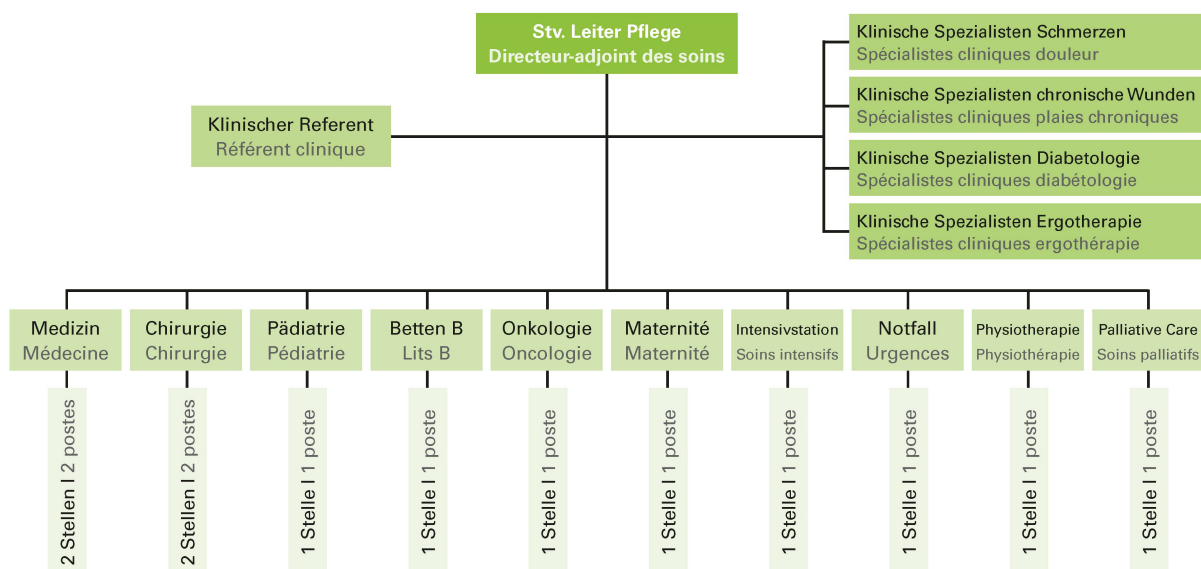 Stv. Leiter Pflege
Directeur-adjoint des soins
Klinischer Referent
Référent clinique
Klinische Spezialisten Schmerzen
Spécialistes cliniques douleur
Klinische Spezialisten chronische Wunden
Spécialistes cliniques plaies chroniques
Klinische Spezialisten Diabetologie
Spécialistes cliniques diabétologie
Klinische Spezialisten Ergotherapie
Spécialistes cliniques ergothérapie
Medizin
Médecine
Chirurgie
Chirurgie
Pädiatrie
Pédiatrie
Betten B
Lits B
Onkologie
Oncologie
Maternité
Maternité
Intensivstation
Soins intensifs
Notfall
Urgences
Physiotherapie
Physiothérapie
Palliative Care
Soins palliatifs
2 Stellen I 2 postes
2 Stellen I 2 postes
1 Stelle I 1 poste
1 Stelle I 1 poste
1 Stelle I 1 poste
1 Stelle I 1 poste
1 Stelle I 1 poste
1 Stelle I 1 poste
1 Stelle I 1 poste
1 Stelle I 1 poste